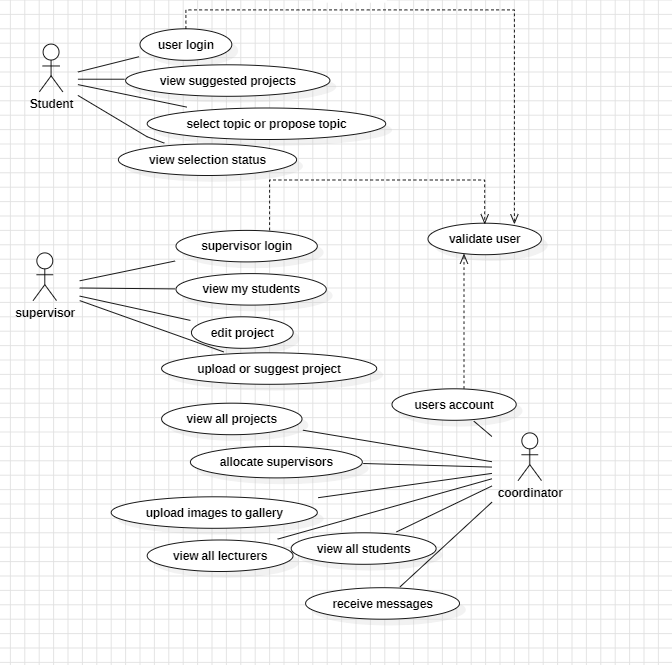 user login
view suggested projects
Student
select topic or propose topic
view selection status
supervisor login
validate user
view my students
supervisor
edit project
upload or suggest project
users account
view all projects
allocate supervisors
coordinator
upload images to gallery
view all lecturers
view all students
receive messages